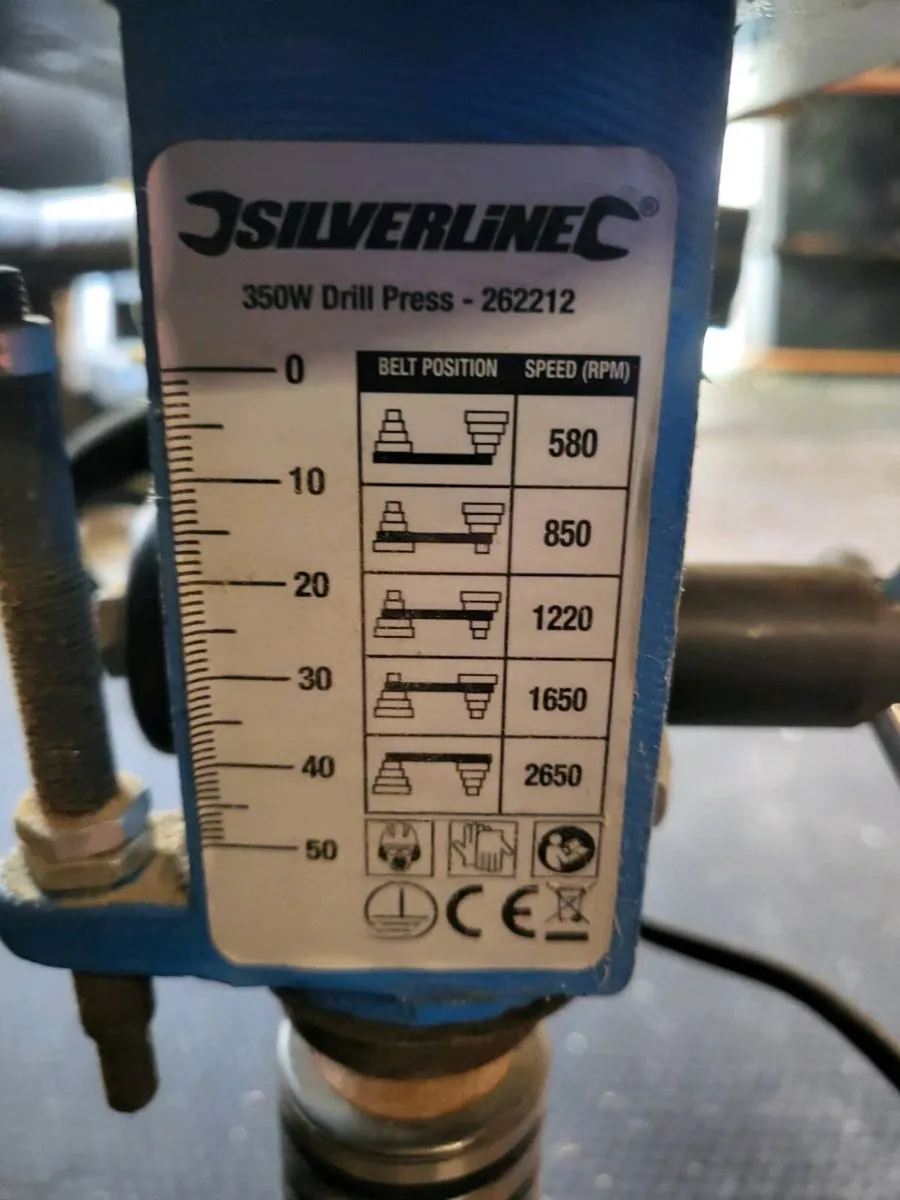 SILVERLiNE®
350W Drill Press - 262212
BELT POSITION SPEED (RPM)
580
850
1220
1650
2650
0
10
20
30
40
50
CE